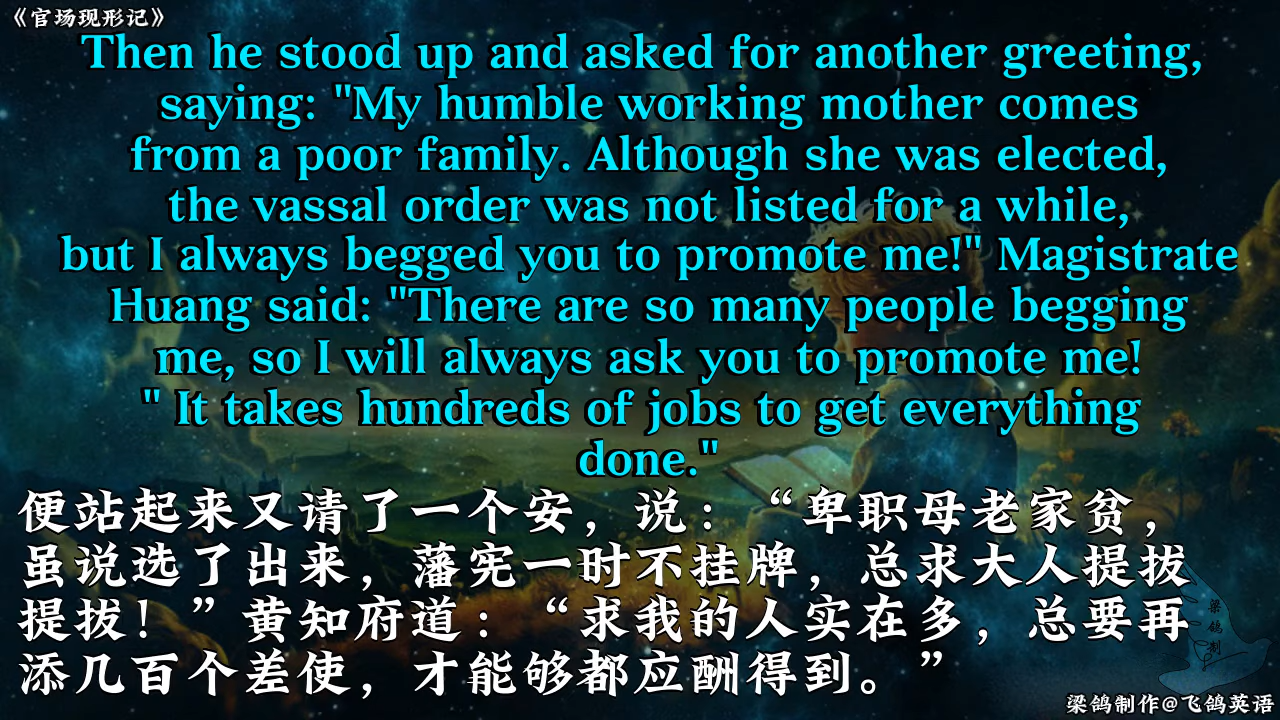 《官场现形记》
Then he stood up and asked for another greeting,
saying: "My humble working mother comes
from a poor family. Although she was elected,
the vassal order was not listed for a while,
but I always begged you to promote me!" Magistrate
Huang said: "There are so many people begging
me, so I will always ask you to promote me!
" It takes hundreds of jobs to get everything
done."
便站起来又请了一个安，说：“卑职母老家贫，
虽说选了出来，藩宪一时不挂牌，总求大人提拔
提拔！”黄知府道：“求我的人实在多，总要再
添几百个差使，才能够都应酬得到。”
梁鸽制
梁鸽制作@飞鸽英语